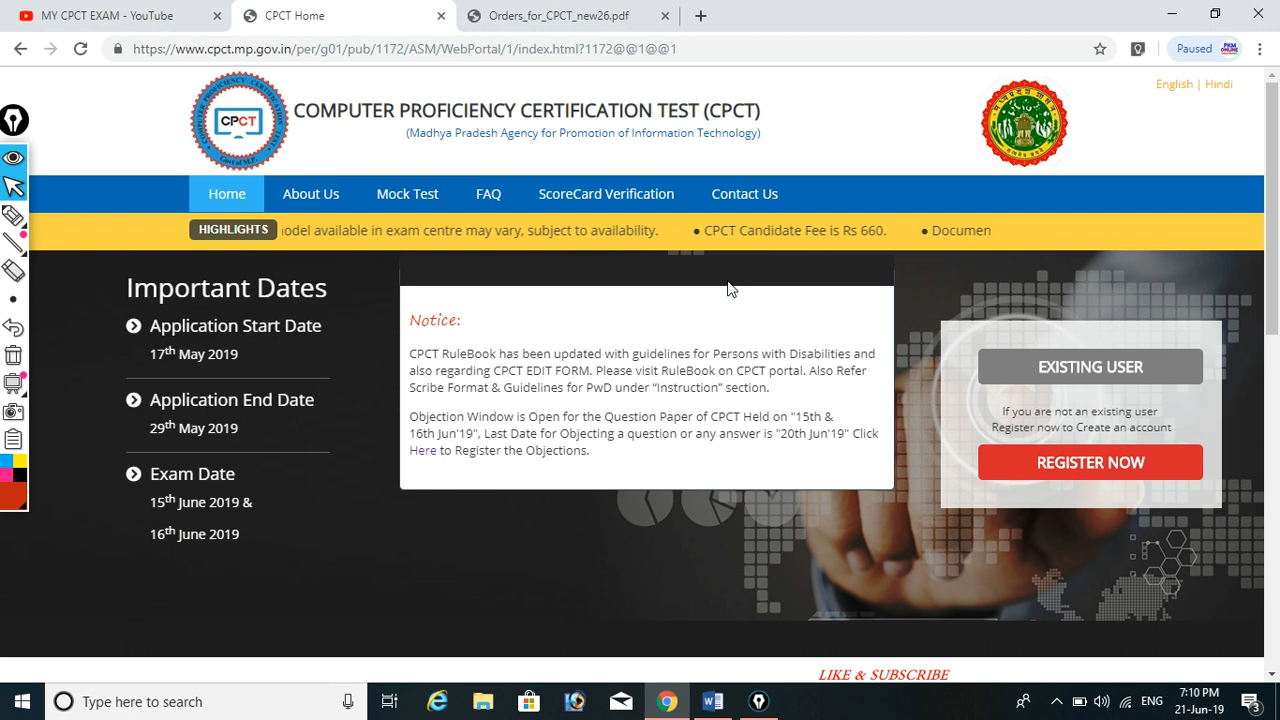 MY CPCT EXAM - YouTube
CPCT Home
Orders_for_CPCT_new26.pdf
https://www.cpct.mp.gov.in/per/g01/pub/1172/ASM/WebPortal/1/index.html?1172@@1@@1
Paused
English | Hindi
CPCT
Govt of M.P.
COMPUTER PROFICIENCY CERTIFICATION TEST (CPCT)
(Madhya Pradesh Agency for Promotion of Information Technology)
Home About Us Mock Test FAQ ScoreCard Verification Contact Us
HIGHLIGHTS odel available in exam centre may vary, subject to availability. ● CPCT Candidate Fee is Rs 660. ● Documen
Important Dates
Application Start Date
17th May 2019
Application End Date
29th May 2019
Exam Date
15th June 2019 &
16th June 2019
Notice:
CPCT RuleBook has been updated with guidelines for Persons with Disabilities and
also regarding CPCT EDIT FORM. Please visit RuleBook on CPCT portal. Also Refer
Scribe Format & Guidelines for PwD under “Instruction” section.
Objection Window is Open for the Question Paper of CPCT Held on "15th &
16th Jun'19", Last Date for Objecting a question or any answer is "20th Jun'19" Click
Here to Register the Objections.
EXISTING USER
If you are not an existing user
Register now to Create an account
REGISTER NOW
LIKE & SUBSCRIBE
Type here to search
ENG
7:10 PM
21-Jun-19
3